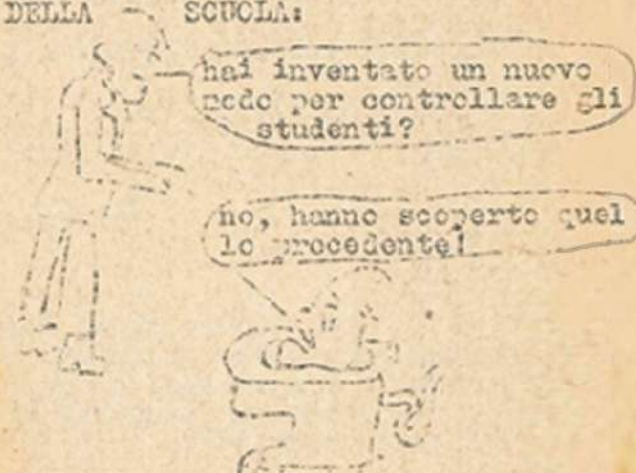 DELLA SCUOLA:
hai inventato un nuovo
modo per controllare gli
studenti?
no, hanno scoperto quel
lo precedente!